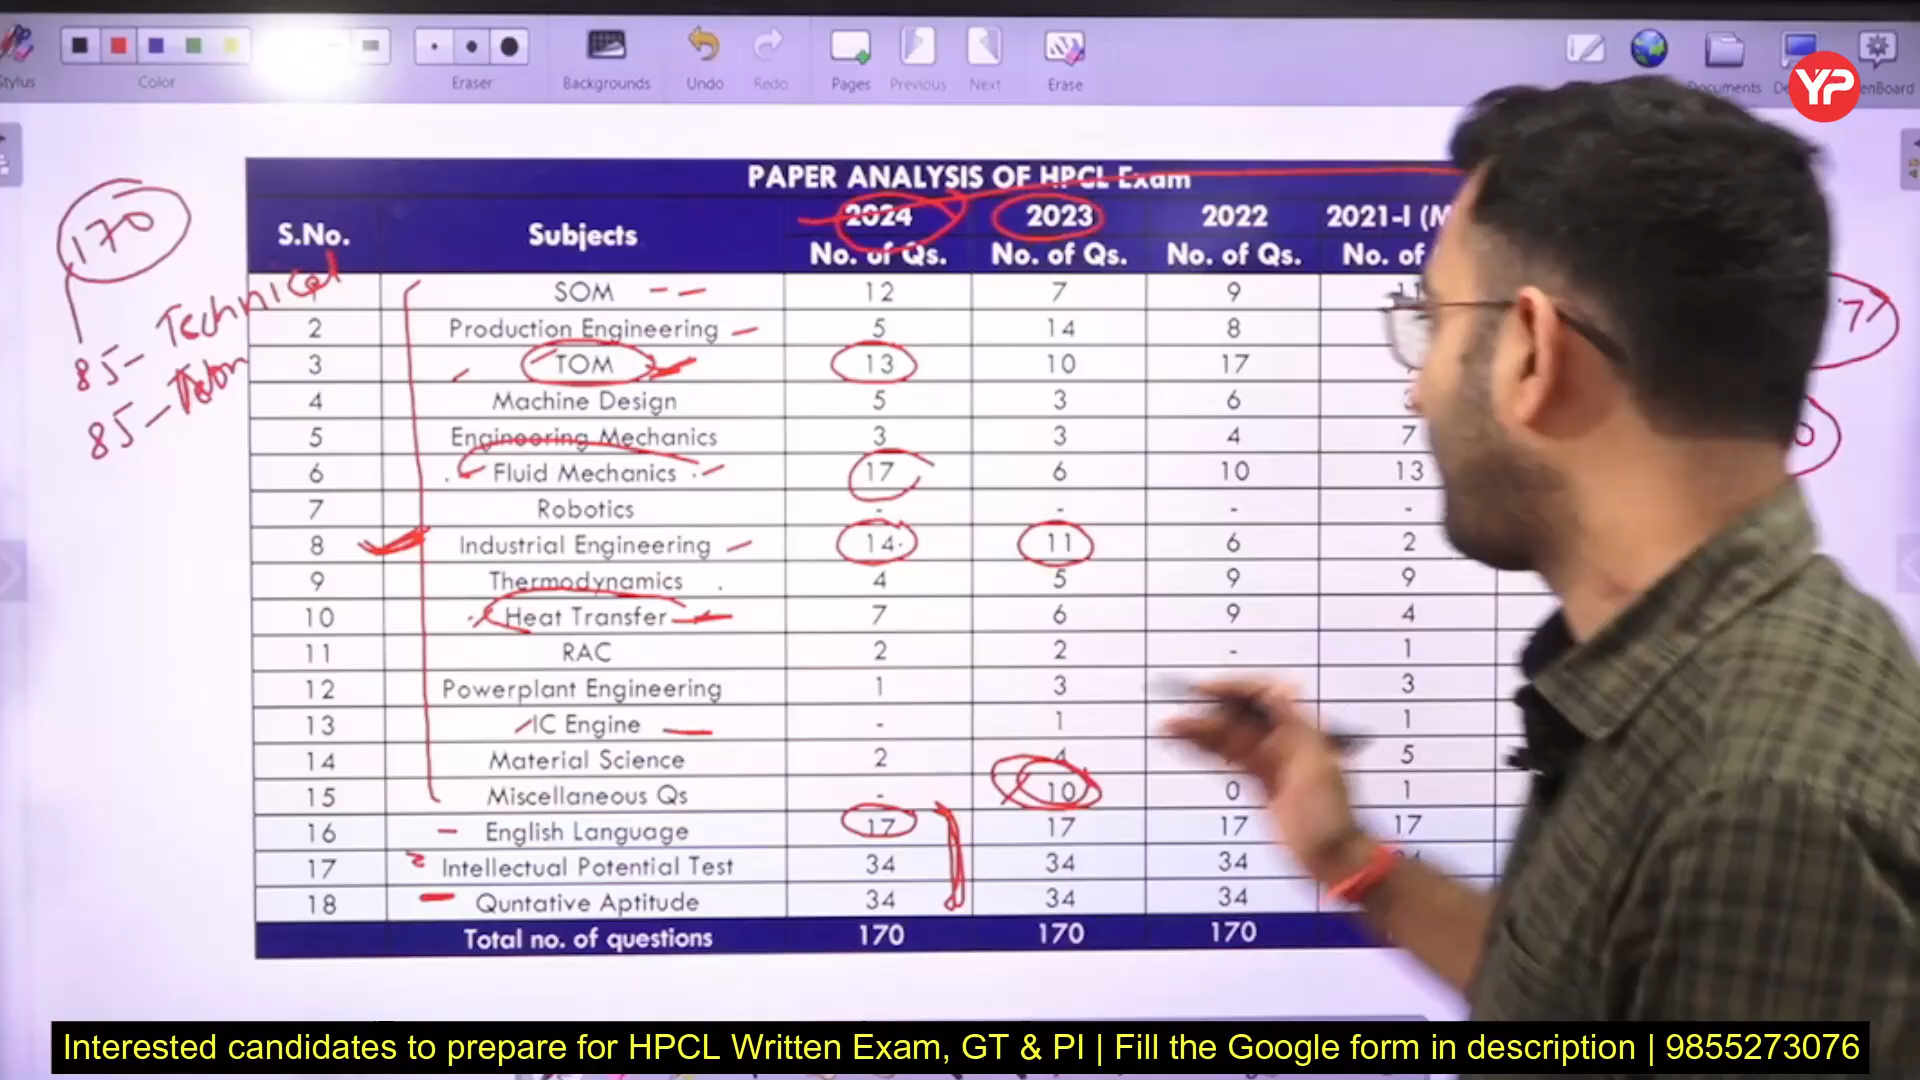 Stylus
Color
Eraser
Backgrounds
Undo
Redo
Pages
Previous
Next
Erase
Documents
YP
170
85- Technical
85-
PAPER ANALYSIS OF HPCL Exam
S.No. Subjects 2024 2023 2022 2021-I (M
No. of Qs. No. of Qs. No. of Qs. No. of
1 SOM 12 7 9 11
2 Production Engineering 5 14 8
3 TOM 13 10 17
4 Machine Design 5 3 6 3
5 Engineering Mechanics 3 3 4 7
6 Fluid Mechanics 17 6 10 13
7 Robotics - - - -
8 Industrial Engineering 14 11 6 2
9 Thermodynamics 4 5 9 9
10 Heat Transfer 7 6 9 4
11 RAC 2 2 - 1
12 Powerplant Engineering 1 3 3
13 IC Engine - 1 1
14 Material Science 2 4 5
15 Miscellaneous Qs - 10 0 1
16 English Language 17 17 17 17
17 Intellectual Potential Test 34 34 34 34
18 Quntative Aptitude 34 34 34
Total no. of questions 170 170 170
Interested candidates to prepare for HPCL Written Exam, GT & PI | Fill the Google form in description | 9855273076